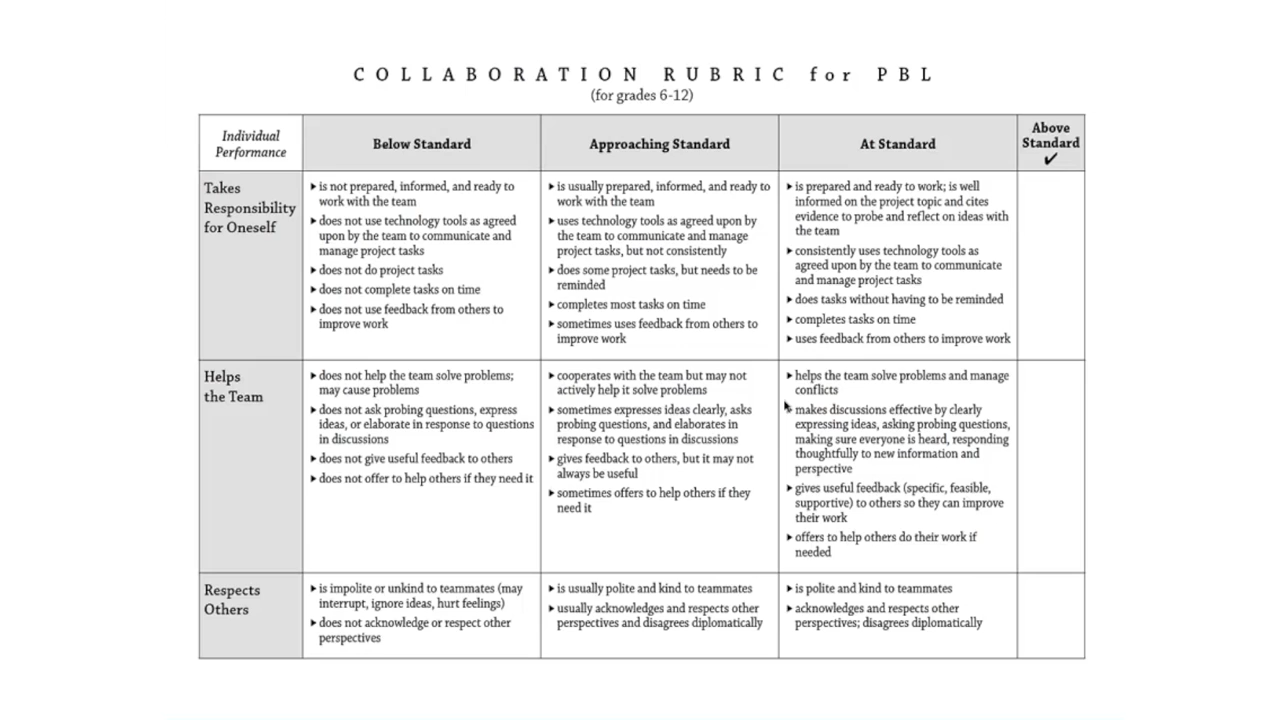 COLLABORATION RUBRIC for PBL
(for grades 6-12)
Individual
Performance
Below Standard
Approaching Standard
At Standard
Above
Standard
✔
Takes
Responsibility
for Oneself
▶ is not prepared, informed, and ready to
work with the team
▶ does not use technology tools as agreed
upon by the team to communicate and
manage project tasks
▶ does not do project tasks
▶ does not complete tasks on time
▶ does not use feedback from others to
improve work
▶ is usually prepared, informed, and ready to
work with the team
▶ uses technology tools as agreed upon by
the team to communicate and manage
project tasks, but not consistently
▶ does some project tasks, but needs to be
reminded
▶ completes most tasks on time
▶ sometimes uses feedback from others to
improve work
▶ is prepared and ready to work; is well
informed on the project topic and cites
evidence to probe and reflect on ideas with
the team
▶ consistently uses technology tools as
agreed upon by the team to communicate
and manage project tasks
▶ does tasks without having to be reminded
▶ completes tasks on time
▶ uses feedback from others to improve work
Helps
the Team
▶ does not help the team solve problems;
may cause problems
▶ does not ask probing questions, express
ideas, or elaborate in response to questions
in discussions
▶ does not give useful feedback to others
▶ does not offer to help others if they need it
▶ cooperates with the team but may not
actively help it solve problems
▶ sometimes expresses ideas clearly, asks
probing questions, and elaborates in
response to questions in discussions
▶ gives feedback to others, but it may not
always be useful
▶ sometimes offers to help others if they
need it
▶ helps the team solve problems and manage
conflicts
▶ makes discussions effective by clearly
expressing ideas, asking probing questions,
making sure everyone is heard, responding
thoughtfully to new information and
perspective
▶ gives useful feedback (specific, feasible,
supportive) to others so they can improve
their work
▶ offers to help others do their work if
needed
Respects
Others
▶ is impolite or unkind to teammates (may
interrupt, ignore ideas, hurt feelings)
▶ does not acknowledge or respect other
perspectives
▶ is usually polite and kind to teammates
▶ usually acknowledges and respects other
perspectives and disagrees diplomatically
▶ is polite and kind to teammates
▶ acknowledges and respects other
perspectives; disagrees diplomatically